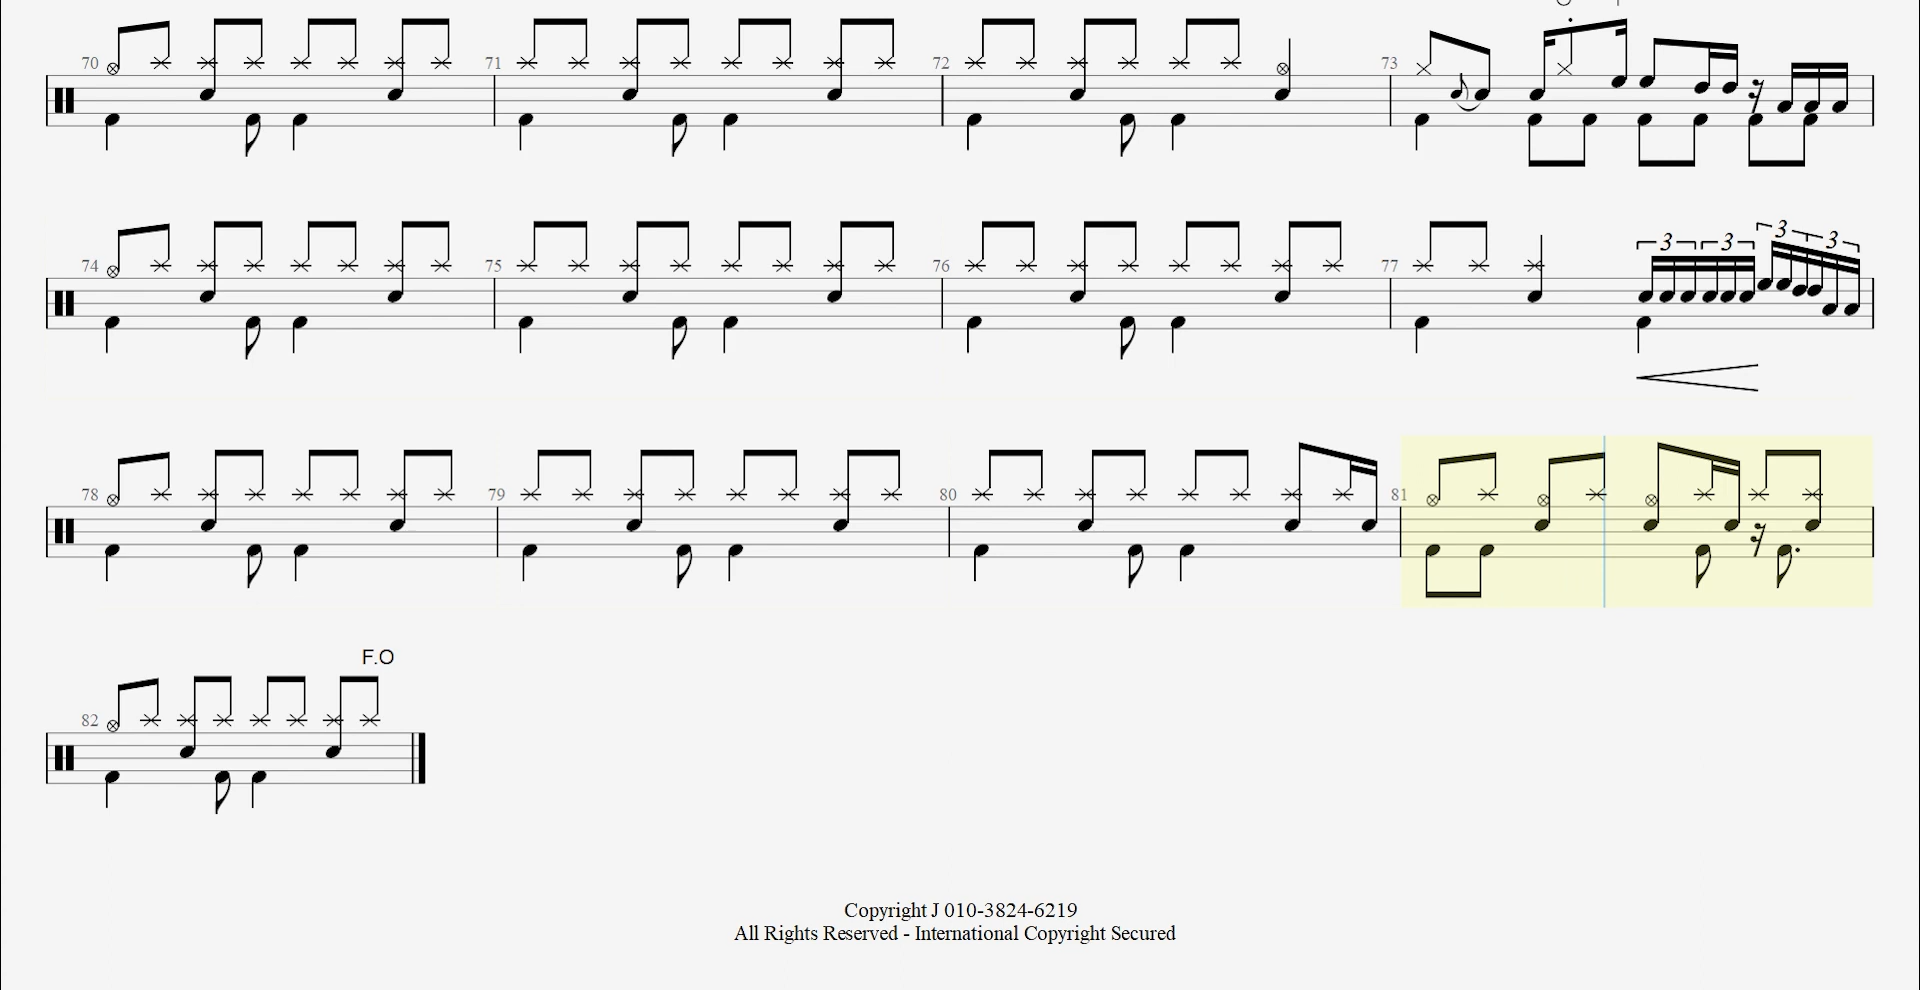 70 71 72 73
74 75 76 77 3 3 3 3
78 79 80 81
F.O
82
Copyright J 010-3824-6219
All Rights Reserved - International Copyright Secured